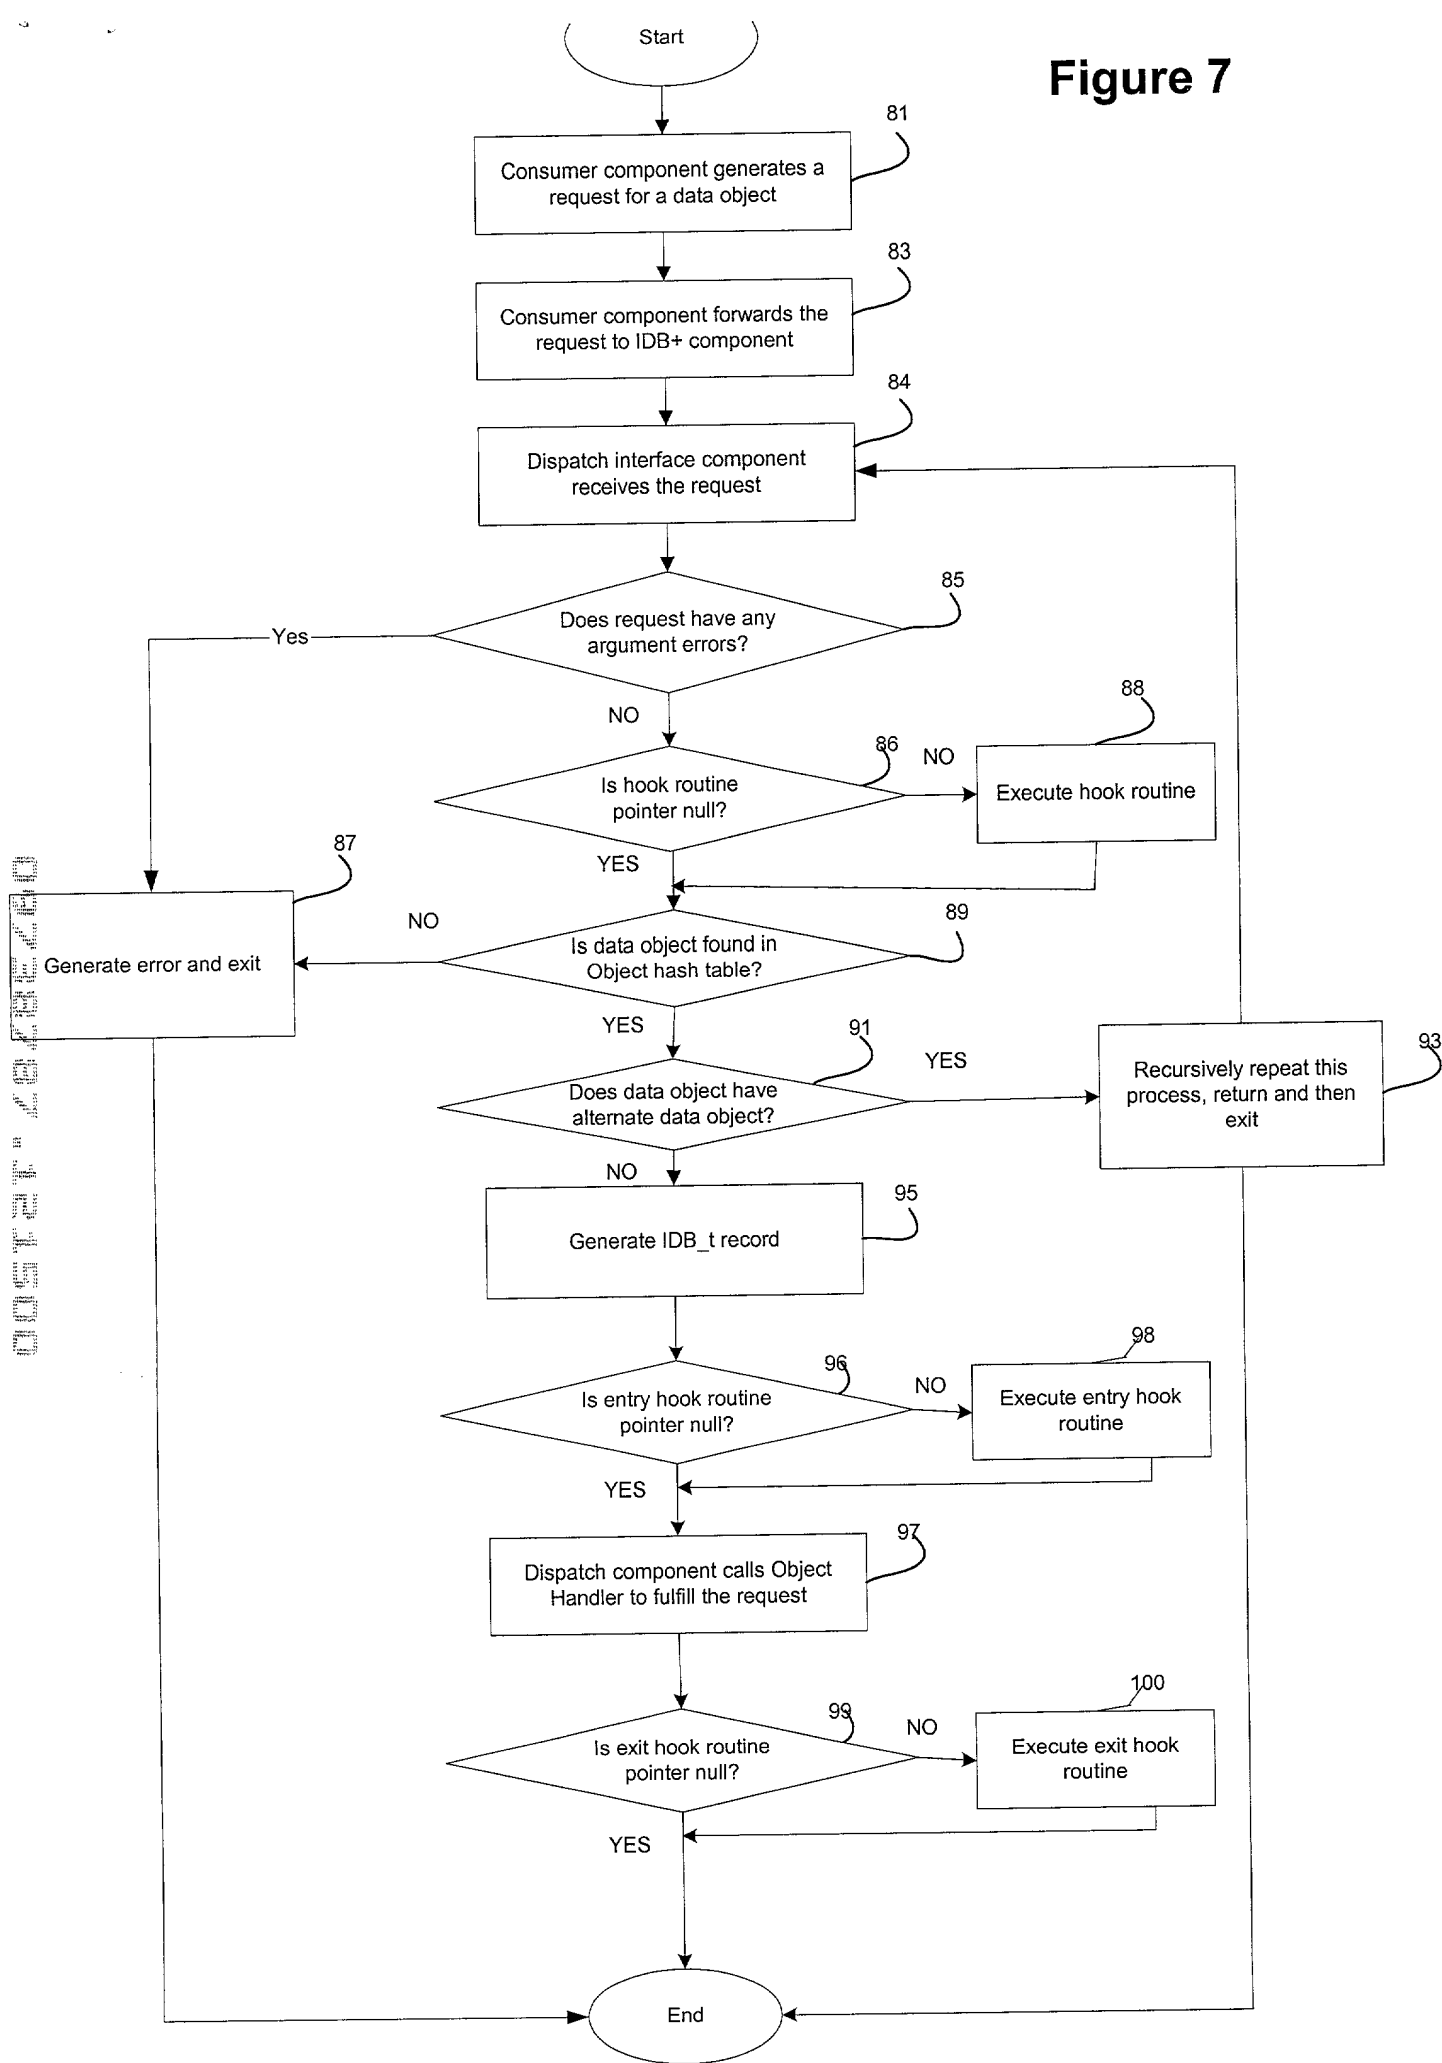 Start
Figure 7
81
Consumer component generates a
request for a data object
83
Consumer component forwards the
request to IDB+ component
84
Dispatch interface component
receives the request
85
Does request have any
argument errors?
Yes
NO
88
86
NO
Is hook routine
pointer null?
Execute hook routine
87
YES
89
NO
Is data object found in
Object hash table?
Generate error and exit
YES
91
YES
93
Does data object have
alternate data object?
Recursively repeat this
process, return and then
exit
NO
95
Generate IDB_t record
98
96
NO
Is entry hook routine
pointer null?
Execute entry hook
routine
YES
97
Dispatch component calls Object
Handler to fulfill the request
100
99
NO
Is exit hook routine
pointer null?
Execute exit hook
routine
YES
End